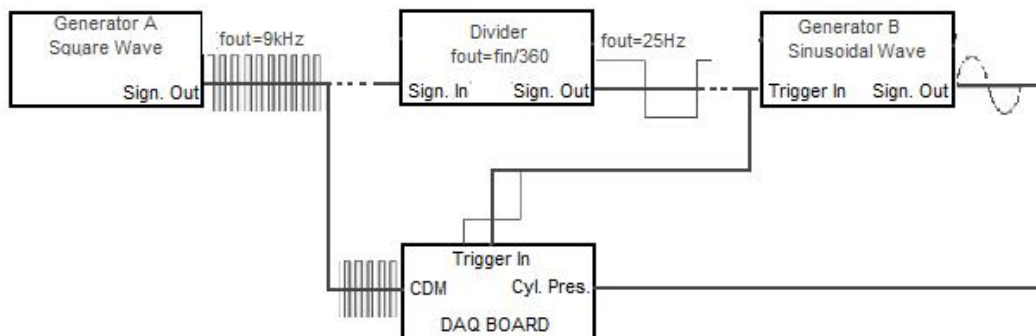 Generator A
Square Wave
Sign. Out
fout=9kHz
Divider
fout=fin/360
Sign. In Sign. Out
fout=25Hz
Generator B
Sinusoidal Wave
Trigger In Sign. Out
Trigger In
CDM Cyl. Pres.
DAQ BOARD